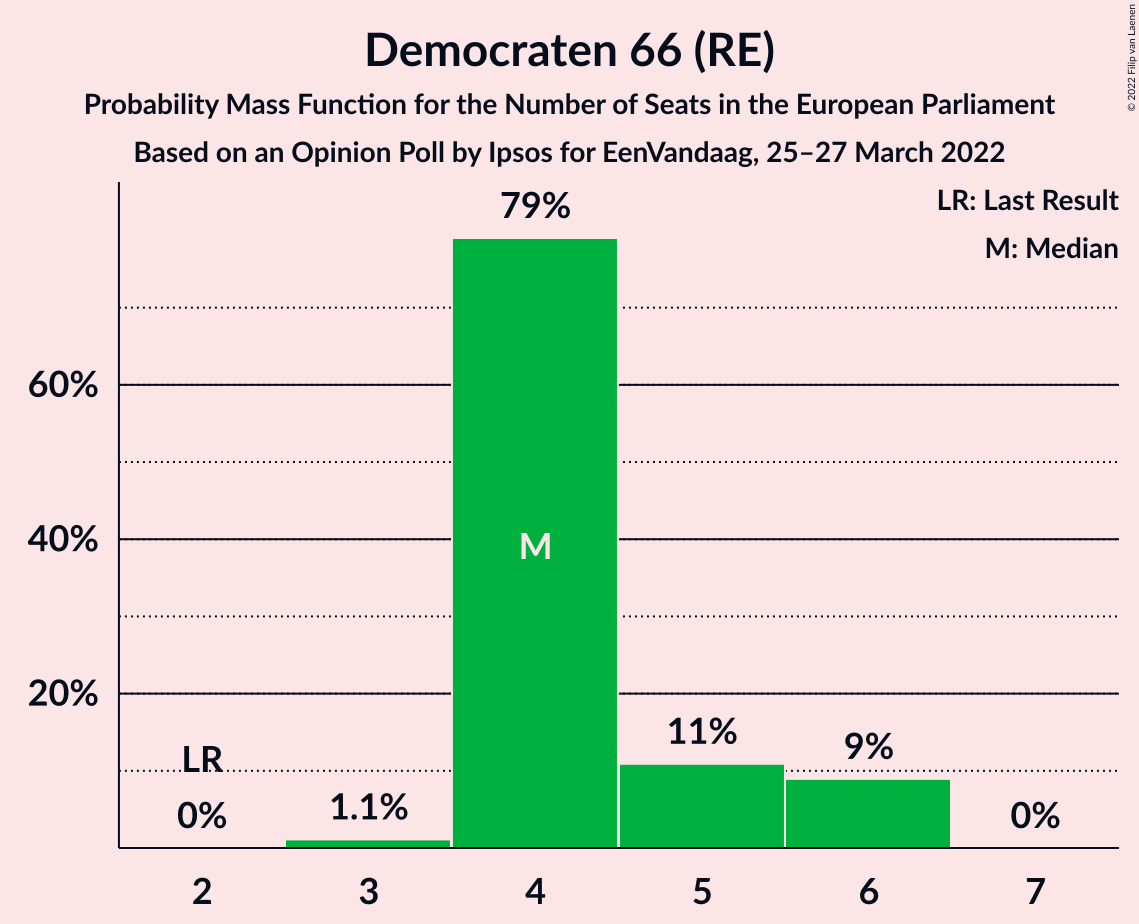 Democraten 66 (RE)
Probability Mass Function for the Number of Seats in the European Parliament
Based on an Opinion Poll by Ipsos for EenVandaag, 25–27 March 2022
© 2022 Filip van Laenen
LR: Last Result
M: Median
79%
60%
40%
20%
M
LR
0%
1.1%
11%
9%
0%
2 3 4 5 6 7